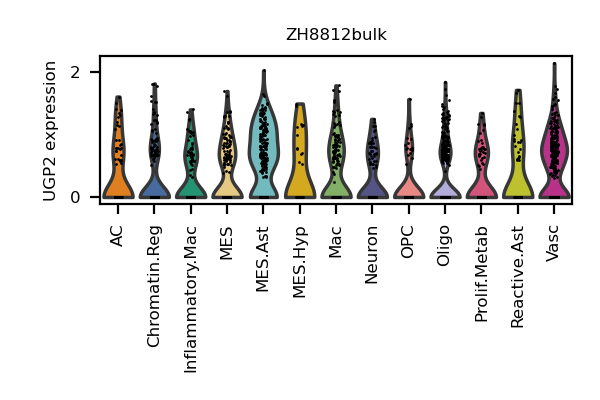 ZH8812bulk
UGP2 expression
2
0
AC
Chromatin.Reg
Inflammatory.Mac
MES
MES.Ast
MES.Hyp
Mac
Neuron
OPC
Oligo
Prolif.Metab
Reactive.Ast
Vasc